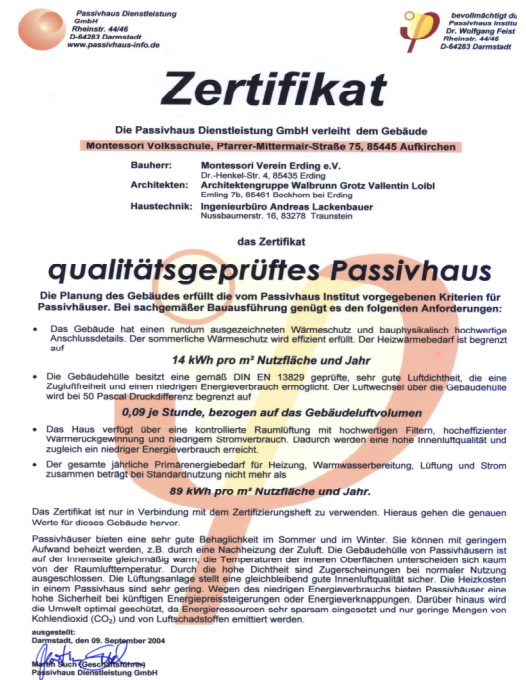 Passivhaus Dienstleistung
GmbH
Rheinstr. 44/46
D-64283 Darmstadt
www.passivhaus-info.de
bevollmächtigt du
Passivhaus Institu
Dr. Wolfgang Feist
Rheinstr. 44/46
D-64283 Darmstadt
Zertifikat
Die Passivhaus Dienstleistung GmbH verleiht dem Gebäude
Montessori Volksschule, Pfarrer-Mittermair-Straße 75, 85445 Aufkirchen
Bauherr: Montessori Verein Erding e.V.
Dr.-Henkel-Str. 4, 85435 Erding
Architekten: Architektengruppe Walbrunn Grotz Vallentin Loibl
Emling 7b, 85461 Bockhorn bei Erding
Haustechnik: Ingenieurbüro Andreas Lackenbauer
Nussbaumerstr. 16, 83278 Traunstein
das Zertifikat
qualitätsgeprüftes Passivhaus
Die Planung des Gebäudes erfüllt die vom Passivhaus Institut vorgegebenen Kriterien für
Passivhäuser. Bei sachgemäßer Bauausführung genügt es den folgenden Anforderungen:
• Das Gebäude hat einen rundum ausgezeichneten Wärmeschutz und bauphysikalisch hochwertige
Anschlussdetails. Der sommerliche Wärmeschutz wird effizient erfüllt. Der Heizwärmebedarf ist begrenzt
auf
14 kWh pro m² Nutzfläche und Jahr
• Die Gebäudehülle besitzt eine gemäß DIN EN 13829 geprüfte, sehr gute Luftdichtheit, die eine
Zugluftfreiheit und einen niedrigen Energieverbrauch ermöglicht. Der Luftwechsel über die Gebäudehülle
wird bei 50 Pascal Druckdifferenz begrenzt auf
0,09 je Stunde, bezogen auf das Gebäudeluftvolumen
• Das Haus verfügt über eine kontrollierte Raumlüftung mit hochwertigen Filtern, hocheffizienter
Wärmerückgewinnung und niedrigem Stromverbrauch. Dadurch werden eine hohe Innenluftqualität und
zugleich ein niedriger Energieverbrauch erreicht.
• Der gesamte jährliche Primärenergiebedarf für Heizung, Warmwasserbereitung, Lüftung und Strom
zusammen beträgt bei Standardnutzung nicht mehr als
89 kWh pro m² Nutzfläche und Jahr.
Das Zertifikat ist nur in Verbindung mit dem Zertifizierungsheft zu verwenden. Hieraus gehen die genauen
Werte für dieses Gebäude hervor.
Passivhäuser bieten eine sehr gute Behaglichkeit im Sommer und im Winter. Sie können mit geringem
Aufwand beheizt werden, z.B. durch eine Nachheizung der Zuluft. Die Gebäudehülle von Passivhäusern ist
auf der Innenseite gleichmäßig warm, die Temperaturen der inneren Oberflächen unterscheiden sich kaum
von der Raumlufttemperatur. Durch die hohe Dichtheit sind Zugerscheinungen bei normaler Nutzung
ausgeschlossen. Die Lüftungsanlage stellt eine gleichbleibend gute Innenluftqualität sicher. Die Heizkosten
in einem Passivhaus sind sehr gering. Wegen des niedrigen Energieverbrauchs bieten Passivhäuser eine
hohe Sicherheit bei künftigen Energiepreissteigerungen oder Energieverknappungen. Darüber hinaus wird
die Umwelt optimal geschützt, da Energieressourcen sehr sparsam eingesetzt und nur geringe Mengen von
Kohlendioxid (CO₂) und von Luftschadstoffen emittiert werden.
ausgestellt:
Darmstadt, den 09. September 2004
Martin Such (Geschäftsführer)
Passivhaus Dienstleistung GmbH